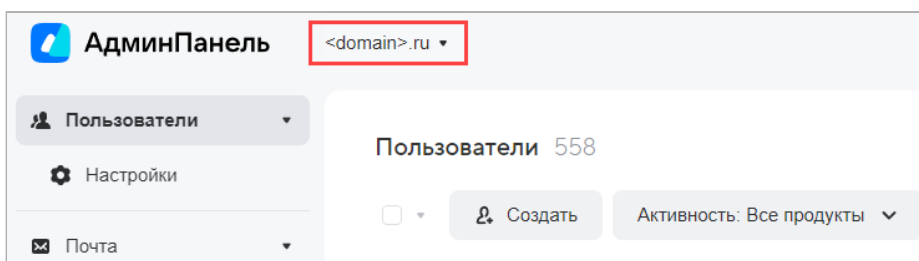 АдминПанель <domain>.ru
Пользователи
Настройки
Почта
Пользователи 558
Создать Активность: Все продукты